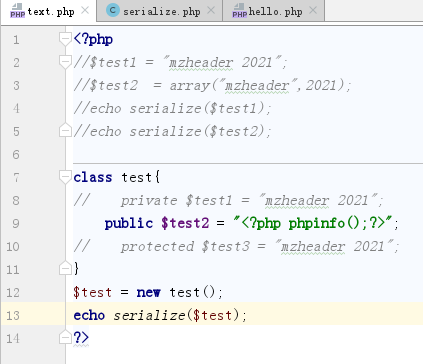 text.php serialize.php hello.php
1 <?php
2 //$test1 = "mzheader 2021";
3 //$test2  = array("mzheader",2021);
4 //echo serialize($test1);
5 //echo serialize($test2);
6
7 class test{
8 //    private $test1 = "mzheader 2021";
9     public $test2 = "<?php phpinfo();?>";
10 //    protected $test3 = "mzheader 2021";
11 }
12 $test = new test();
13 echo serialize($test);
14 ?>